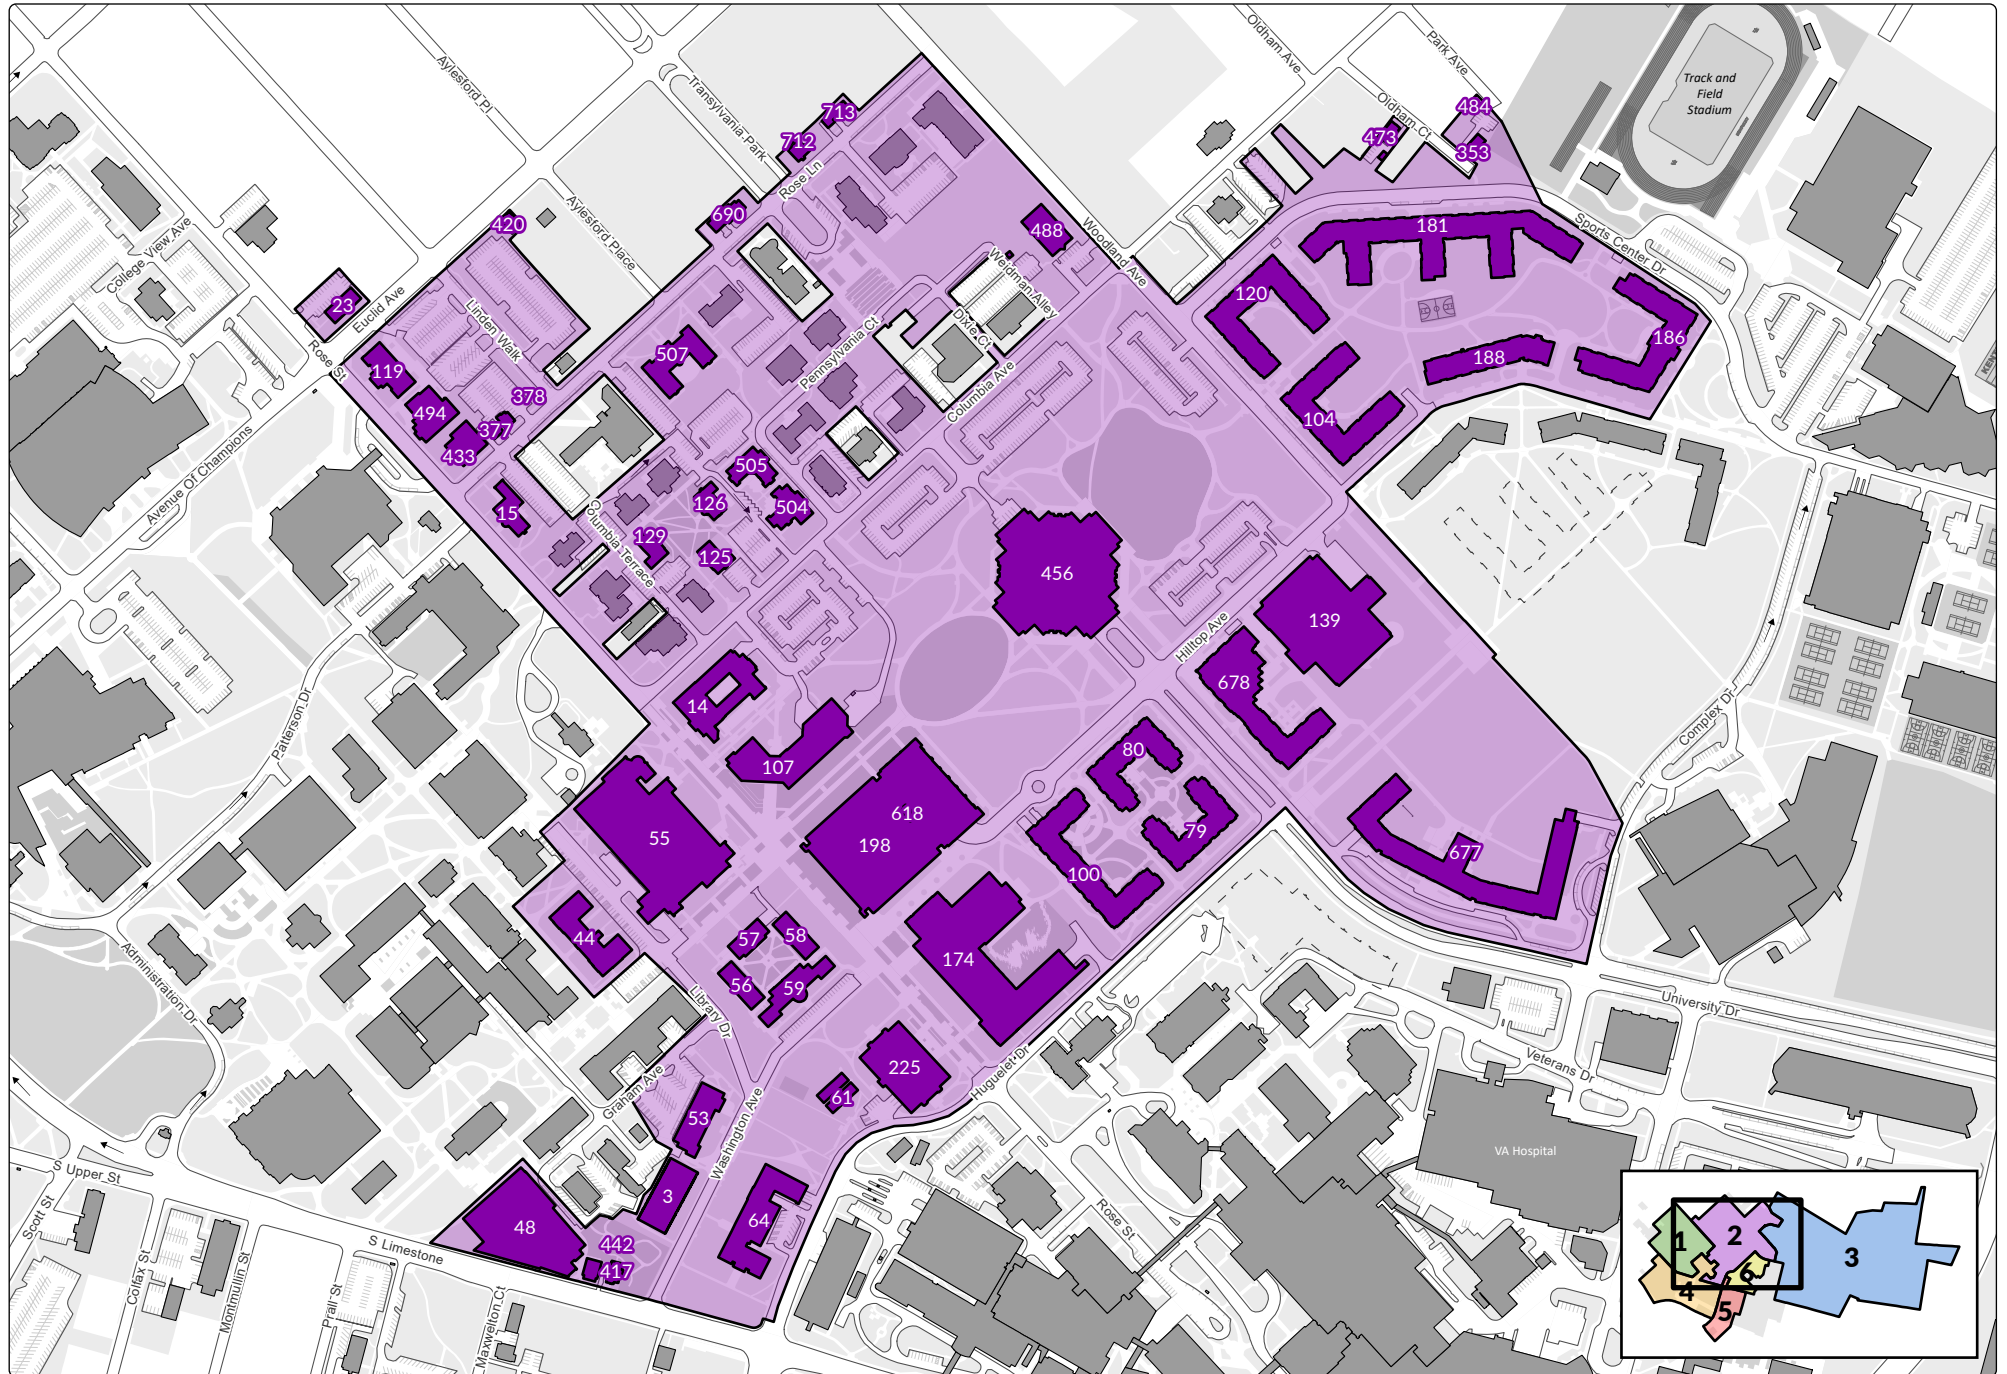 Oldham Ave
Park Ave
Aylesford Pl
Transylvania Park
Track and
Field
Stadium
Oldham Ct
713
712
484
473
353
Rose Ln
College View Ave
420
Aylesford Place
690
488
Woodland Ave
181
Sports Center Dr
23
Euclid Ave
Linden Walk
Weidman Alley
120
Rose St
Dixie Ct
186
507
Pennsylvania Ct
188
119
378
494
Columbia Ave
104
377
433
Avenue Of Champions
505
126
504
15
Columbia Terrace
129
125
456
139
Hilltop Ave
678
14
Patterson Dr
Complex Dr
107
80
618
198
55
79
677
100
44
57
58
174
56
59
Administration Dr
Library Dr
University Dr
225
Huguelet Dr
Veterans Dr
61
Graham Ave
53
Washington Ave
VA Hospital
S Upper St
Scott St
3
64
48
Rose St
442
417
S Limestone
Colfax St
Montmullin St
Prall St
Maxwelton Ct
1
2
3
4
5
6